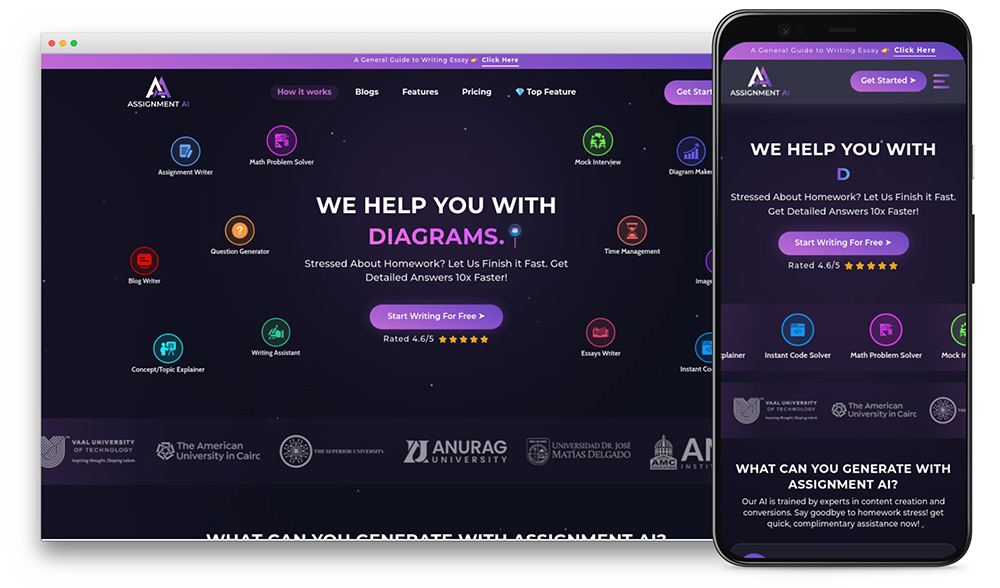 A General Guide to Writing Essay 👉 Click Here
ASSIGNMENT AI
How it works
Blogs
Features
Pricing
💎 Top Feature
Get Start
Assignment Writer
Math Problem Solver
Mock Interview
Diagram Maker
WE HELP YOU WITH
DIAGRAMS.
Question Generator
Time Management
Stressed About Homework? Let Us Finish it Fast. Get
Detailed Answers 10x Faster!
Blog Writer
Image
Start Writing For Free ➤
Rated 4.6/5
Writing Assistant
Essays Writer
Concept/Topic Explainer
Instant Co
VAAL UNIVERSITY
OF TECHNOLOGY
Inspiring thought. Shaping talent.
The American
University in Cairo
THE SUPERIOR UNIVERSITY
ANURAG
UNIVERSITY
UNIVERSIDAD DR. JOSÉ
MATÍAS DELGADO
AMC
AM
INSTIT
WHAT CAN YOU GENERATE WITH ASSIGNMENT AI?
A General Guide to Writing Essay 👉 Click Here
ASSIGNMENT AI
Get Started ➤
WE HELP YOU WITH
D
Stressed About Homework? Let Us Finish it Fast.
Get Detailed Answers 10x Faster!
Start Writing For Free ➤
Rated 4.6/5
plainer
Instant Code Solver
Math Problem Solver
Mock In
VAAL UNIVERSITY
OF TECHNOLOGY
Inspiring thought. Shaping talent.
The American
University in Cairo
WHAT CAN YOU GENERATE WITH
ASSIGNMENT AI?
Our AI is trained by experts in content creation and
conversions. Say goodbye to homework stress! get
quick, complimentary assistance now! _